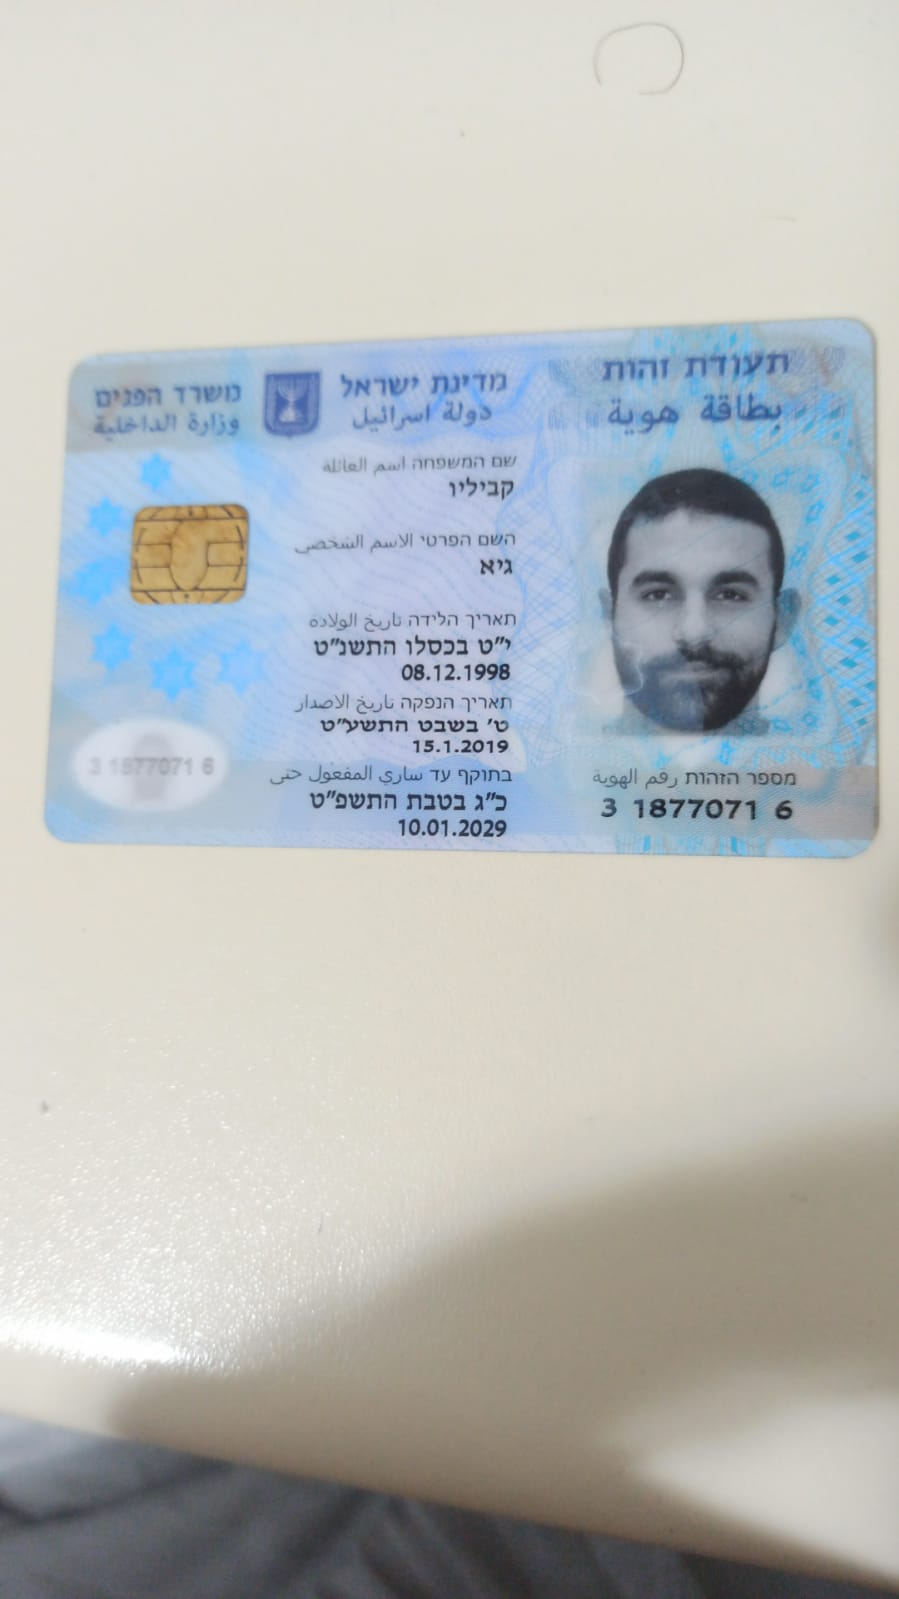 תעודת זהות
بطاقة هوية
מדינת ישראל
دولة اسرائيل
משרד הפנים
وزارة الداخلية
שם המשפחה اسم العائلة
קביליו
השם הפרטי الاسم الشخصي
גיא
תאריך הלידה تاريخ الولادة
י"ט בכסלו התשנ"ט
08.12.1998
תאריך הנפקה تاريخ الاصدار
ט' בשבט התשע"ט
15.1.2019
בתוקף עד ساري المفعول حتى
כ"ג בטבת התשפ"ט
10.01.2029
מספר הזהות رقم الهوية
3 1877071 6
3 1877071 6